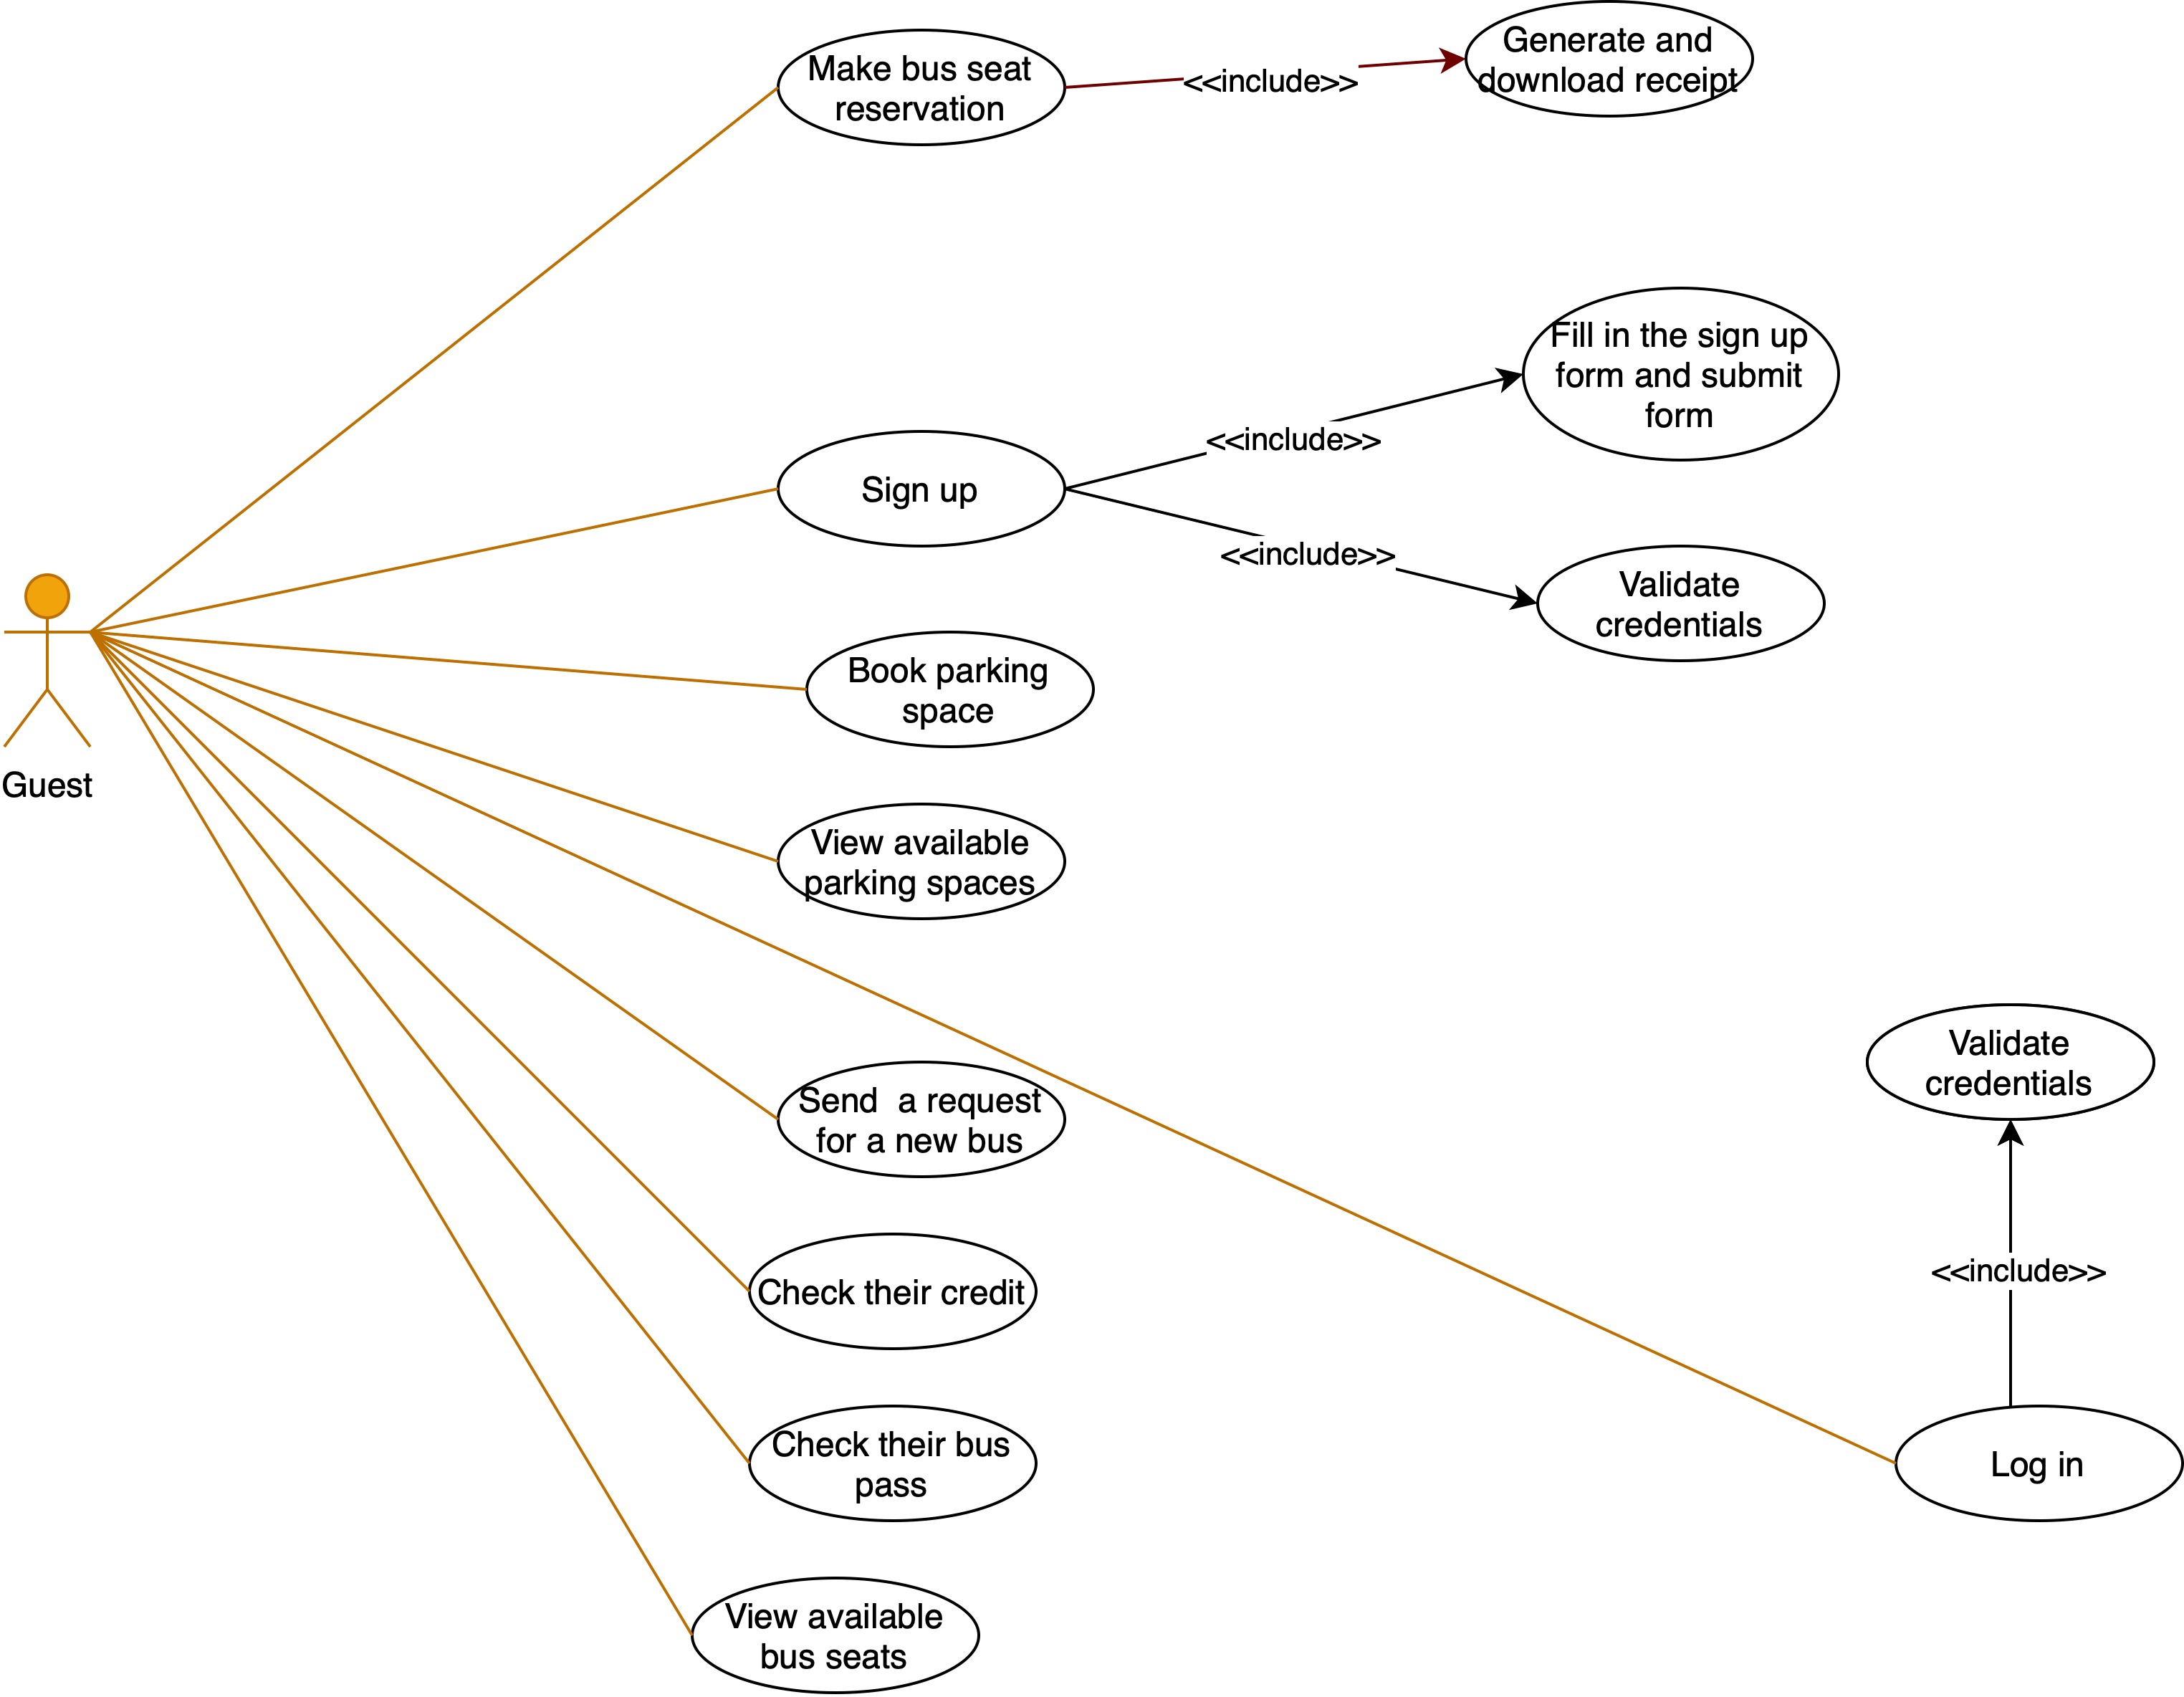 Make bus seat
reservation
<<include>>
Generate and
download receipt
Fill in the sign up
form and submit
form
<<include>>
Sign up
<<include>>
Validate
credentials
Book parking
space
Guest
View available
parking spaces
Validate
credentials
Send  a request
for a new bus
<<include>>
Check their credit
Check their bus
pass
Log in
View available
bus seats